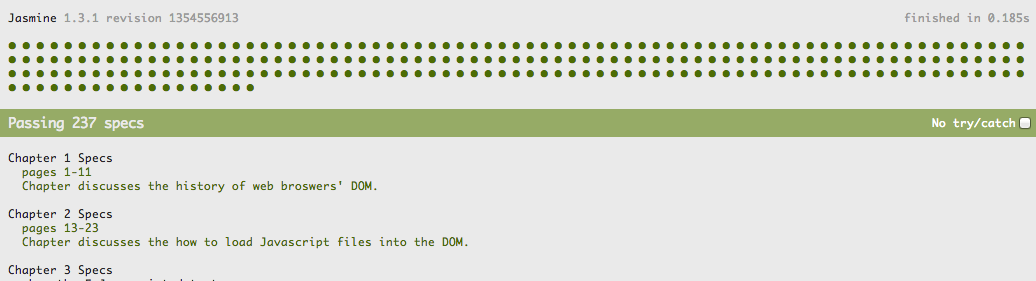 Jasmine 1.3.1 revision 1354556913
finished in 0.185s
Passing 237 specs
No try/catch
Chapter 1 Specs
pages 1-11
Chapter discusses the history of web broswers' DOM.
Chapter 2 Specs
pages 13-23
Chapter discusses the how to load Javascript files into the DOM.
Chapter 3 Specs